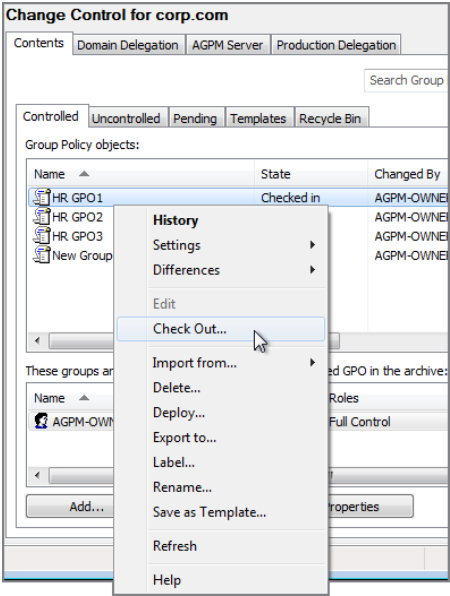 Change Control for corp.com
Contents Domain Delegation AGPM Server Production Delegation
Search Group
Controlled Uncontrolled Pending Templates Recycle Bin
Group Policy objects:
Name State Changed By
HR GPO1 Checked in AGPM-OWNE
HR GPO2 AGPM-OWNE
HR GPO3 AGPM-OWNE
New Group AGPM-OWNE
History
Settings
Differences
Edit
Check Out...
Import from...
Delete...
Deploy...
Export to...
Label...
Rename...
Save as Template...
Refresh
Help
These groups ar ed GPO in the archive:
Name Roles
AGPM-OWN Full Control
Add... roperties